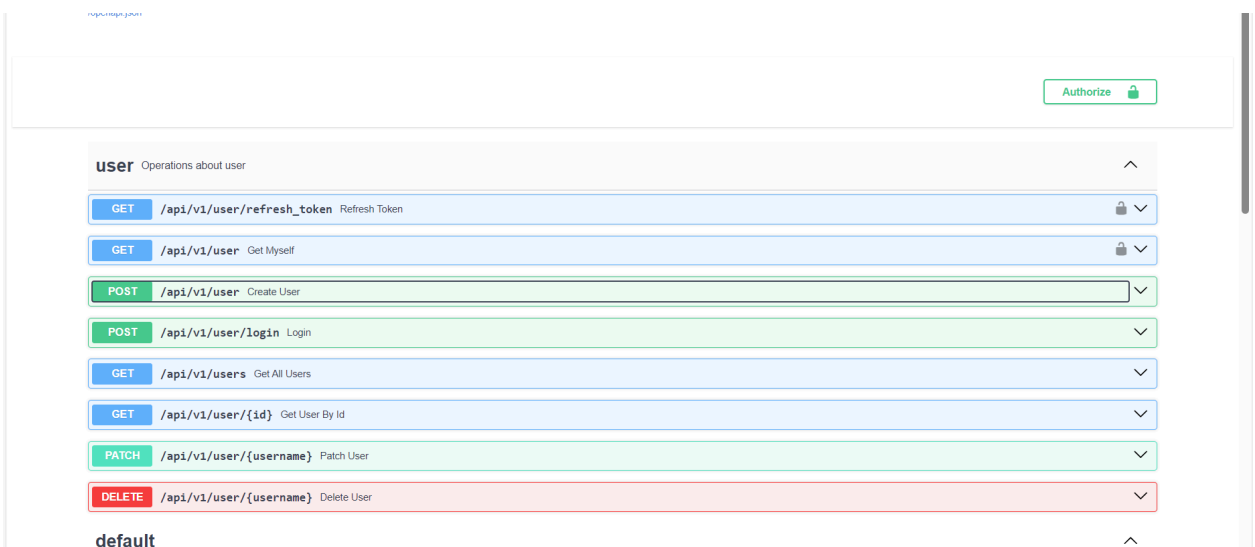 /openapi.json
Authorize
user Operations about user
GET /api/v1/user/refresh_token Refresh Token
GET /api/v1/user Get Myself
POST /api/v1/user Create User
POST /api/v1/user/login Login
GET /api/v1/users Get All Users
GET /api/v1/user/{id} Get User By Id
PATCH /api/v1/user/{username} Patch User
DELETE /api/v1/user/{username} Delete User
default